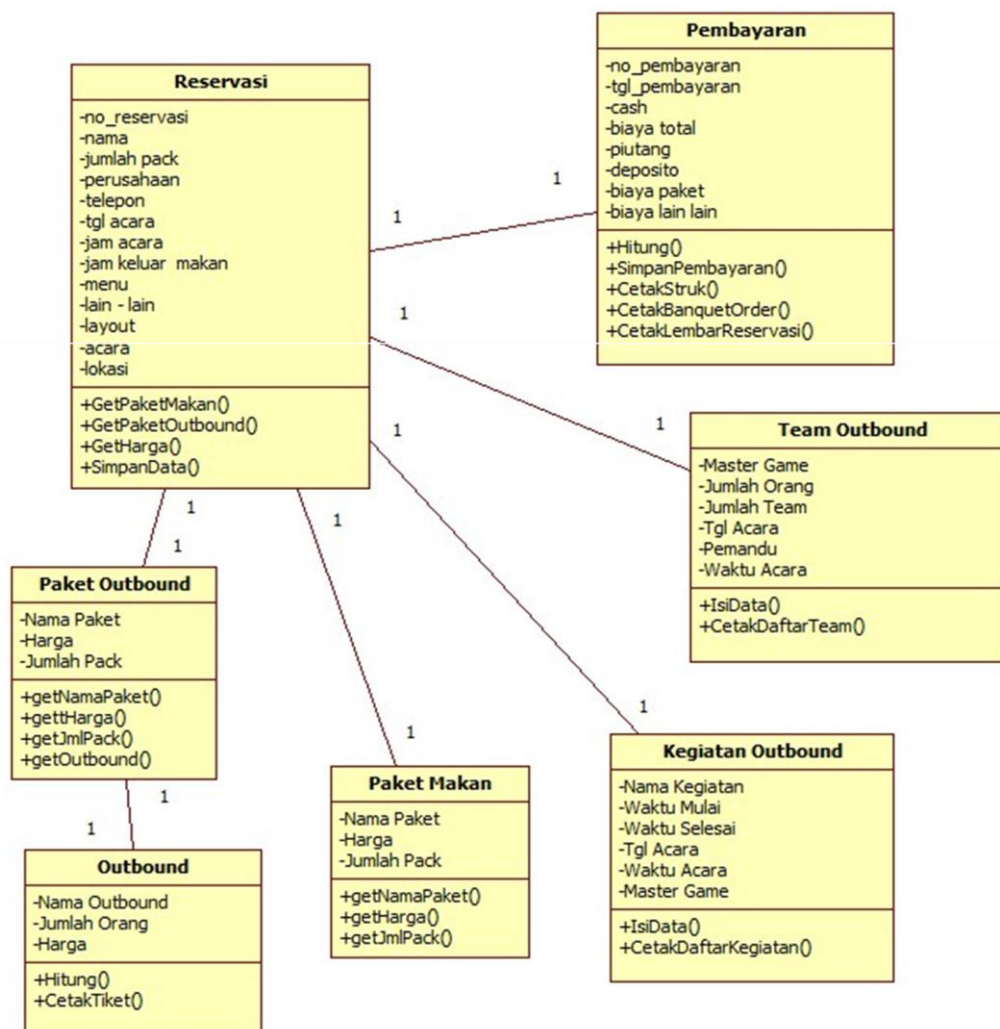 Reservasi
-no_reservasi
-nama
-jumlah pack
-perusahaan
-telepon
-tgl acara
-jam acara
-jam keluar makan
-menu
-lain - lain
-layout
-acara
-lokasi
+GetPaketMakan()
+GetPaketOutbound()
+GetHarga()
+SimpanData()
Pembayaran
-no_pembayaran
-tgl_pembayaran
-cash
-biaya total
-piutang
-deposito
-biaya paket
-biaya lain lain
+Hitung()
+SimpanPembayaran()
+CetakStruk()
+CetakBanquetOrder()
+CetakLembarReservasi()
1
1
1
1
Team Outbound
-Master Game
-Jumlah Orang
-Jumlah Team
-Tgl Acara
-Pemandu
-Waktu Acara
+IsiData()
+CetakDaftarTeam()
1
1
Kegiatan Outbound
-Nama Kegiatan
-Waktu Mulai
-Waktu Selesai
-Tgl Acara
-Waktu Acara
-Master Game
+IsiData()
+CetakDaftarKegiatan()
1
1
Paket Makan
-Nama Paket
-Harga
-Jumlah Pack
+getNamaPaket()
+getHarga()
+getJmlPack()
1
1
Paket Outbound
-Nama Paket
-Harga
-Jumlah Pack
+getNamaPaket()
+gettHarga()
+getJmlPack()
+getOutbound()
1
1
Outbound
-Nama Outbound
-Jumlah Orang
-Harga
+Hitung()
+CetakTiket()